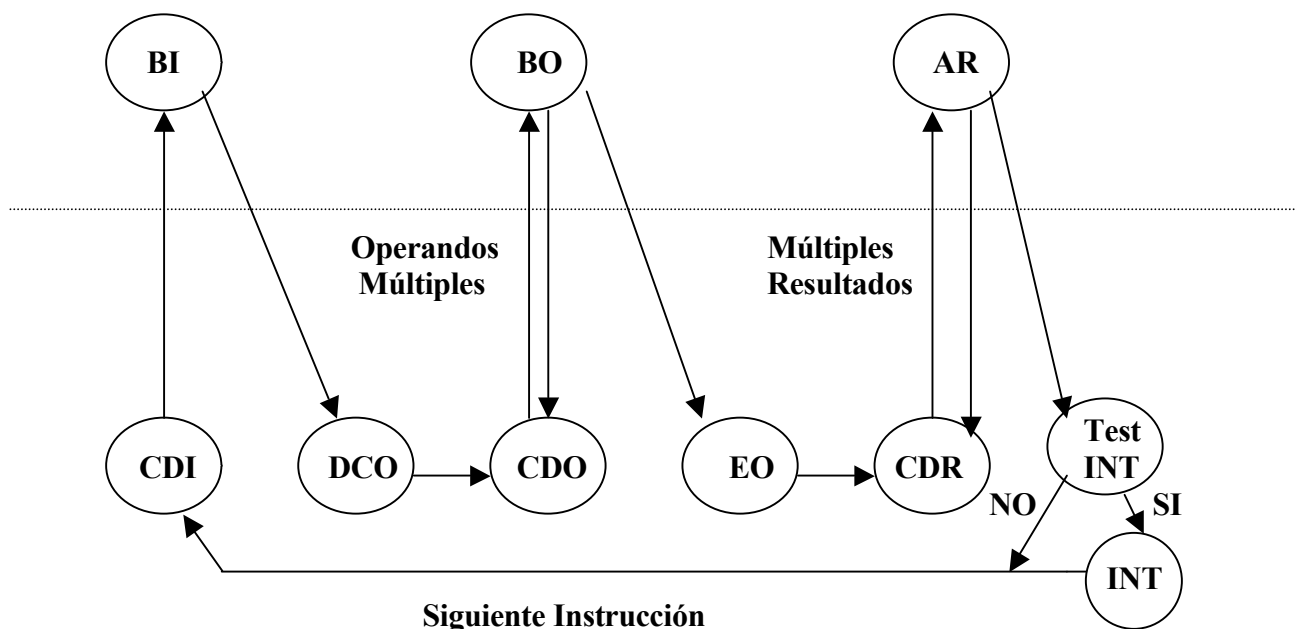 BI
BO
AR
Operandos
Múltiples
Múltiples
Resultados
CDI
DCO
CDO
EO
CDR
Test
INT
NO
SI
INT
Siguiente Instrucción